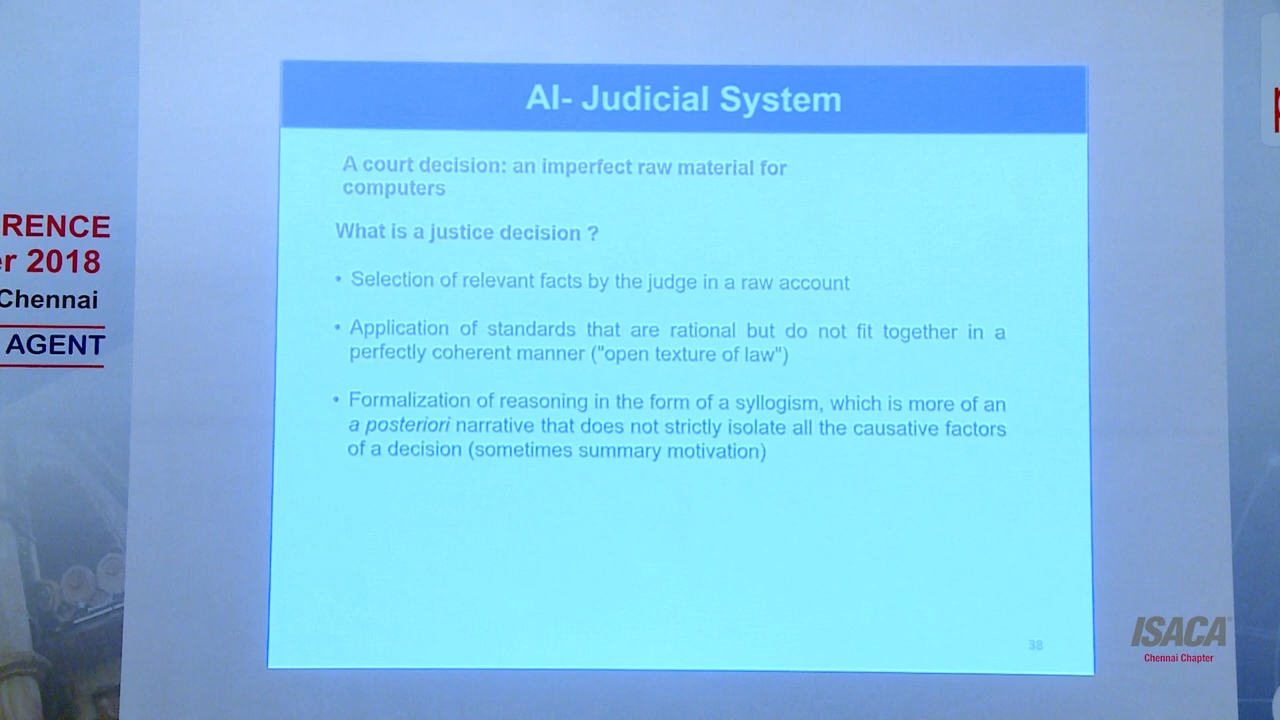 AI- Judicial System
A court decision: an imperfect raw material for
computers
What is a justice decision ?
• Selection of relevant facts by the judge in a raw account
• Application of standards that are rational but do not fit together in a
perfectly coherent manner ("open texture of law")
• Formalization of reasoning in the form of a syllogism, which is more of an
a posteriori narrative that does not strictly isolate all the causative factors
of a decision (sometimes summary motivation)
38
RENCE
er 2018
Chennai
AGENT
ISACA®
Chennai Chapter